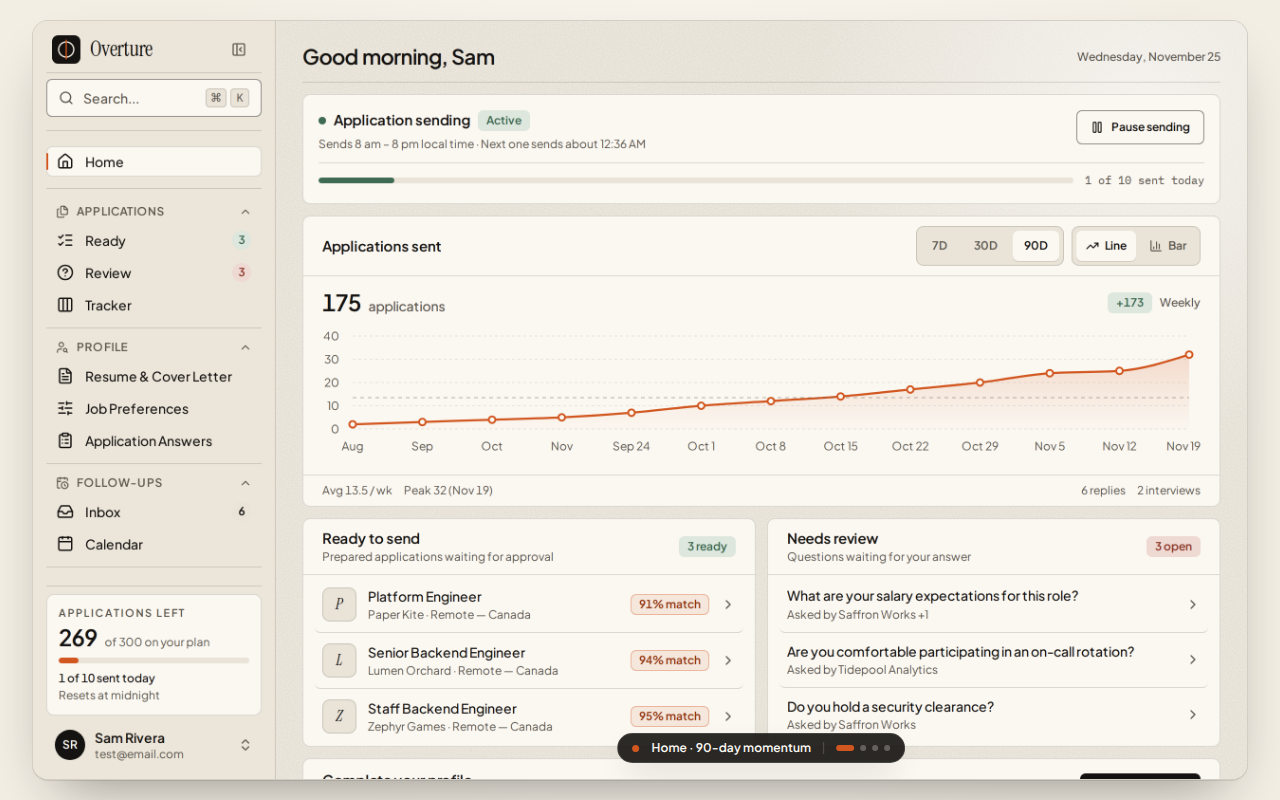 Overture
Search...
⌘ K
Home
APPLICATIONS
Ready 3
Review 3
Tracker
PROFILE
Resume & Cover Letter
Job Preferences
Application Answers
FOLLOW-UPS
Inbox 6
Calendar
APPLICATIONS LEFT
269 of 300 on your plan
1 of 10 sent today
Resets at midnight
SR
Sam Rivera
test@email.com
Good morning, Sam
Wednesday, November 25
Application sending Active
Sends 8 am – 8 pm local time · Next one sends about 12:36 AM
Pause sending
1 of 10 sent today
Applications sent
7D 30D 90D
Line Bar
175 applications
+173 Weekly
40
30
20
10
0
Aug Sep Oct Nov Sep 24 Oct 1 Oct 8 Oct 15 Oct 22 Oct 29 Nov 5 Nov 12 Nov 19
Avg 13.5 / wk Peak 32 (Nov 19)
6 replies 2 interviews
Ready to send
Prepared applications waiting for approval
3 ready
P
Platform Engineer
Paper Kite · Remote — Canada
91% match
L
Senior Backend Engineer
Lumen Orchard · Remote — Canada
94% match
Z
Staff Backend Engineer
Zephyr Games · Remote — Canada
95% match
Needs review
Questions waiting for your answer
3 open
What are your salary expectations for this role?
Asked by Saffron Works +1
Are you comfortable participating in an on-call rotation?
Asked by Tidepool Analytics
Do you hold a security clearance?
Asked by Saffron Works
Home · 90-day momentum
Complete your profile